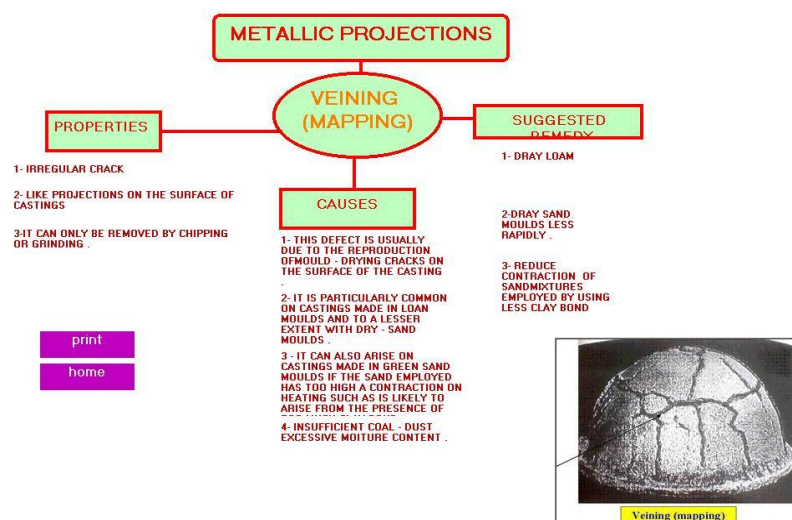 METALLIC PROJECTIONS
VEINING
(MAPPING)
PROPERTIES
1- IRREGULAR CRACK
2- LIKE PROJECTIONS ON THE SURFACE OF
CASTINGS
3-IT CAN ONLY BE REMOVED BY CHIPPING
OR GRINDING .
CAUSES
1- THIS DEFECT IS USUALLY
DUE TO THE REPRODUCTION
OFMOULD - DRYING CRACKS ON
THE SURFACE OF THE CASTING
.
2- IT IS PARTICULARLY COMMON
ON CASTINGS MADE IN LOAN
MOULDS AND TO A LESSER
EXTENT WITH DRY - SAND
MOULDS .
3 - IT CAN ALSO ARISE ON
CASTINGS MADE IN GREEN SAND
MOULDS IF THE SAND EMPLOYED
HAS TOO HIGH A CONTRACTION ON
HEATING SUCH AS IS LIKELY TO
ARISE FROM THE PRESENCE OF
4- INSUFFICIENT COAL - DUST
EXCESSIVE MOITURE CONTENT .
SUGGESTED
REMEDY
1- DRAY LOAM
2-DRAY SAND
MOULDS LESS
RAPIDLY .
3- REDUCE
CONTRACTION OF
SANDMIXTURES
EMPLOYED BY USING
LESS CLAY BOND
print
home
Veining (mapping)